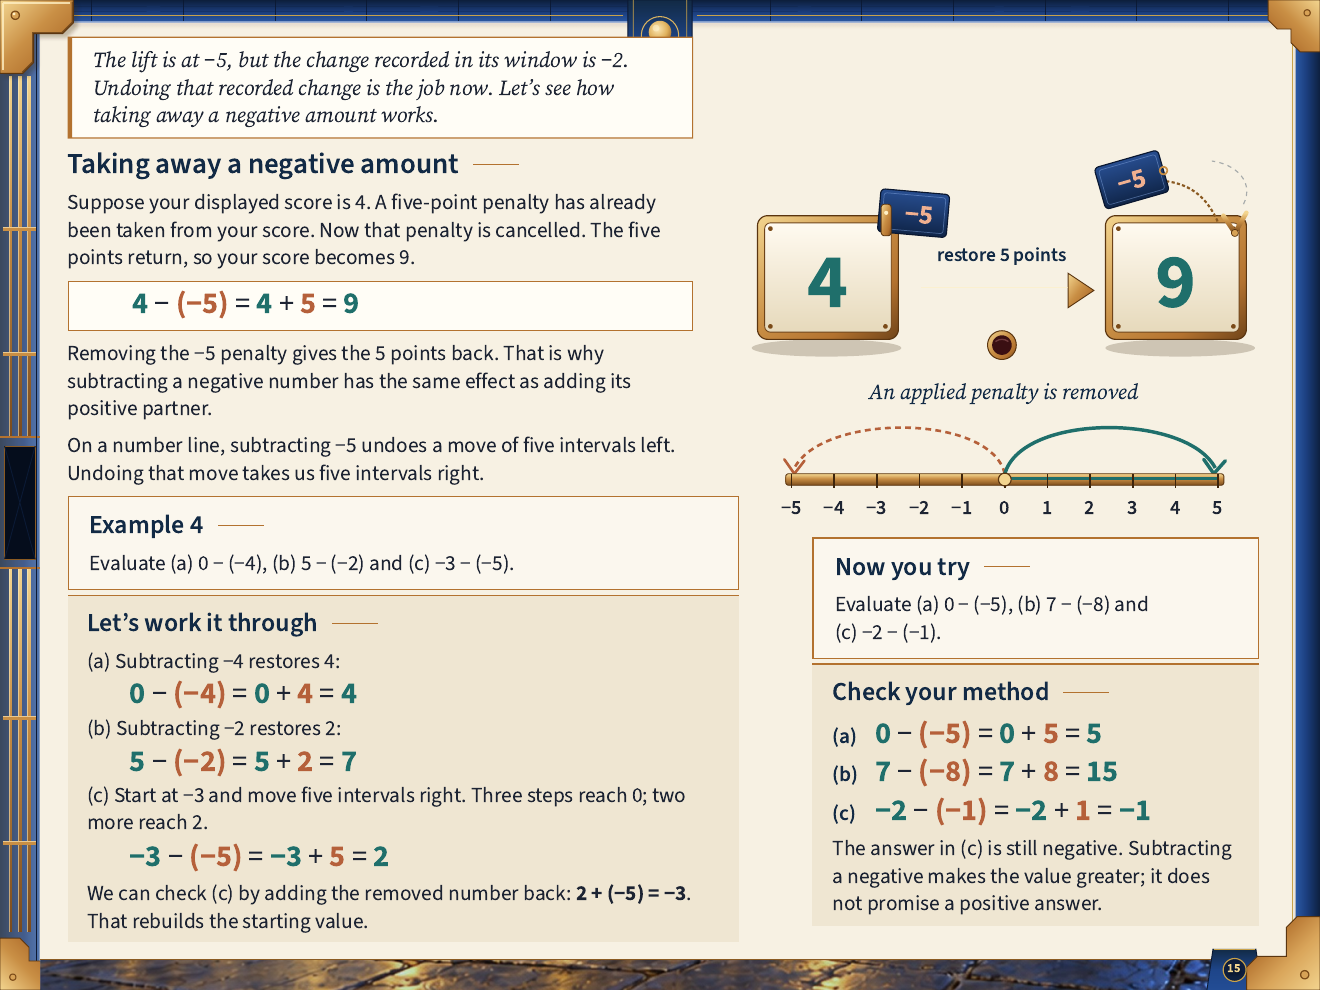 The lift is at −5, but the change recorded in its window is −2.
Undoing that recorded change is the job now. Let’s see how
taking away a negative amount works.
Taking away a negative amount
Suppose your displayed score is 4. A five-point penalty has already
been taken from your score. Now that penalty is cancelled. The five
points return, so your score becomes 9.
4 − (−5) = 4 + 5 = 9
Removing the −5 penalty gives the 5 points back. That is why
subtracting a negative number has the same effect as adding its
positive partner.
On a number line, subtracting −5 undoes a move of five intervals left.
Undoing that move takes us five intervals right.
Example 4
Evaluate (a) 0 − (−4), (b) 5 − (−2) and (c) −3 − (−5).
Let’s work it through
(a) Subtracting −4 restores 4:
0 − (−4) = 0 + 4 = 4
(b) Subtracting −2 restores 2:
5 − (−2) = 5 + 2 = 7
(c) Start at −3 and move five intervals right. Three steps reach 0; two
more reach 2.
−3 − (−5) = −3 + 5 = 2
We can check (c) by adding the removed number back: 2 + (−5) = −3.
That rebuilds the starting value.
−5
−5
4
restore 5 points
9
An applied penalty is removed
−5 −4 −3 −2 −1 0 1 2 3 4 5
Now you try
Evaluate (a) 0 − (−5), (b) 7 − (−8) and
(c) −2 − (−1).
Check your method
(a) 0 − (−5) = 0 + 5 = 5
(b) 7 − (−8) = 7 + 8 = 15
(c) −2 − (−1) = −2 + 1 = −1
The answer in (c) is still negative. Subtracting
a negative makes the value greater; it does
not promise a positive answer.
15